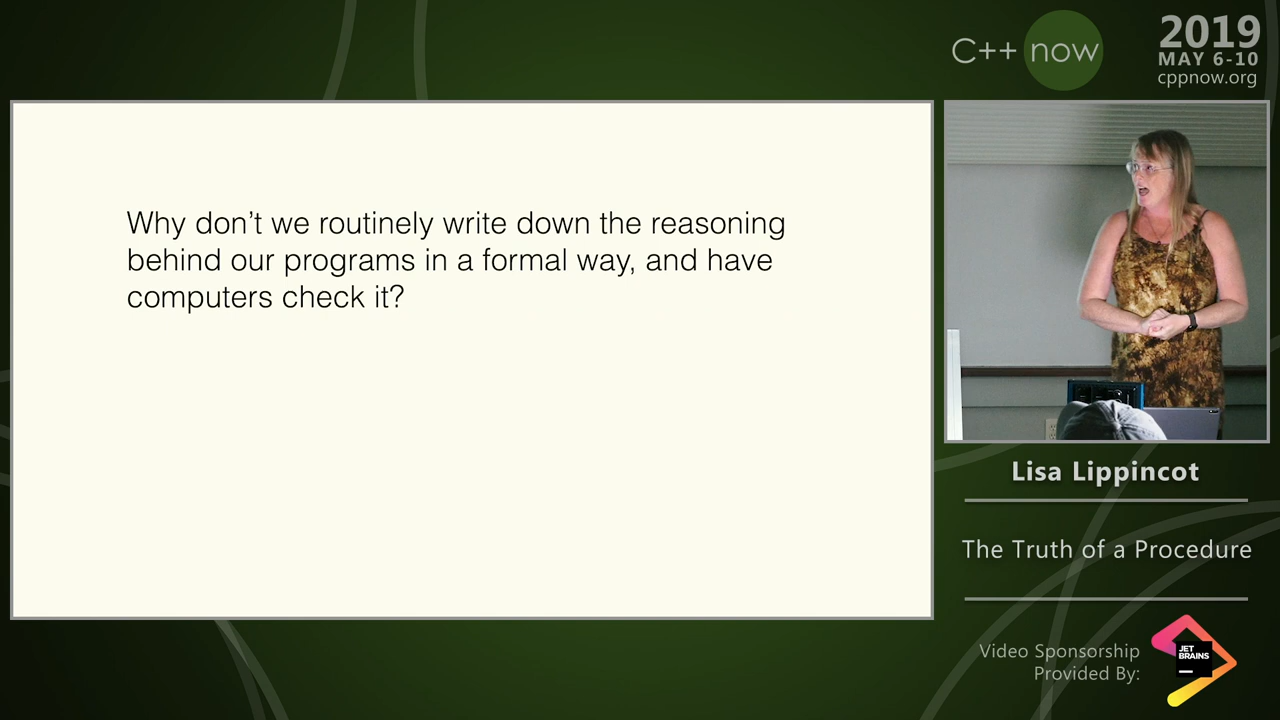 C++ now
2019
MAY 6-10
cppnow.org
Why don’t we routinely write down the reasoning
behind our programs in a formal way, and have
computers check it?
Lisa Lippincot
The Truth of a Procedure
Video Sponsorship
Provided By:
JET
BRAINS